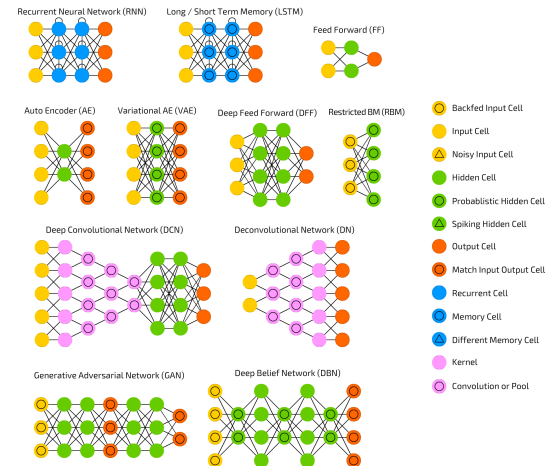 Recurrent Neural Network (RNN)
Long / Short Term Memory (LSTM)
Feed Forward (FF)
Auto Encoder (AE)
Variational AE (VAE)
Deep Feed Forward (DFF)
Restricted BM (RBM)
Deep Convolutional Network (DCN)
Deconvolutional Network (DN)
Generative Adversarial Network (GAN)
Deep Belief Network (DBN)
Backfed Input Cell
Input Cell
Noisy Input Cell
Hidden Cell
Probablistic Hidden Cell
Spiking Hidden Cell
Output Cell
Match Input Output Cell
Recurrent Cell
Memory Cell
Different Memory Cell
Kernel
Convolution or Pool